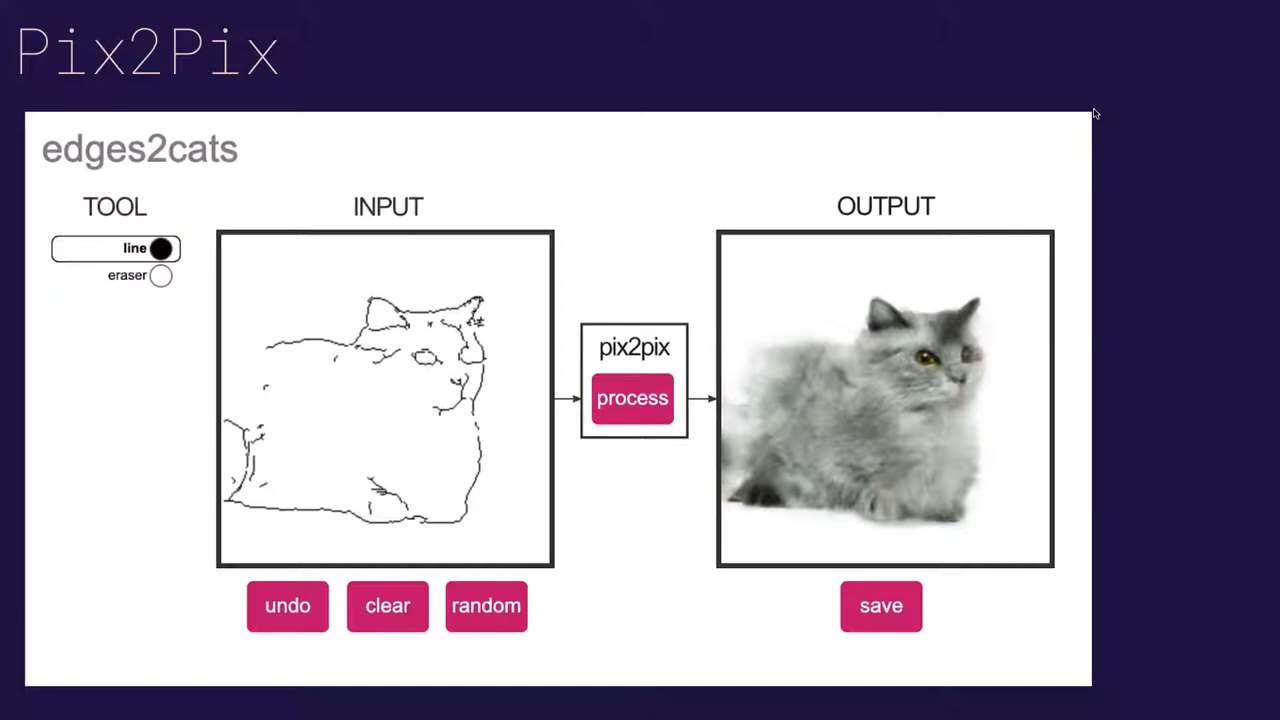 Pix2Pix
edges2cats
TOOL
INPUT
OUTPUT
line
eraser
pix2pix
process
undo
clear
random
save